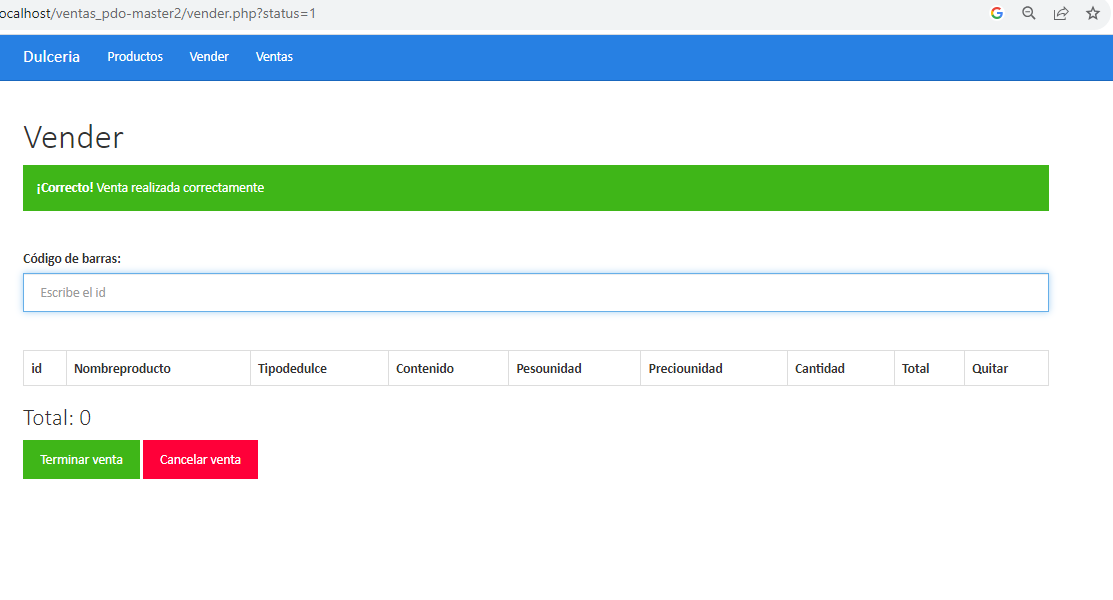 ocalhost/ventas_pdo-master2/vender.php?status=1
Dulceria Productos Vender Ventas
Vender
¡Correcto! Venta realizada correctamente
Código de barras:
Escribe el id
id Nombreproducto Tipodedulce Contenido Pesounidad Preciounidad Cantidad Total Quitar
Total: 0
Terminar venta Cancelar venta